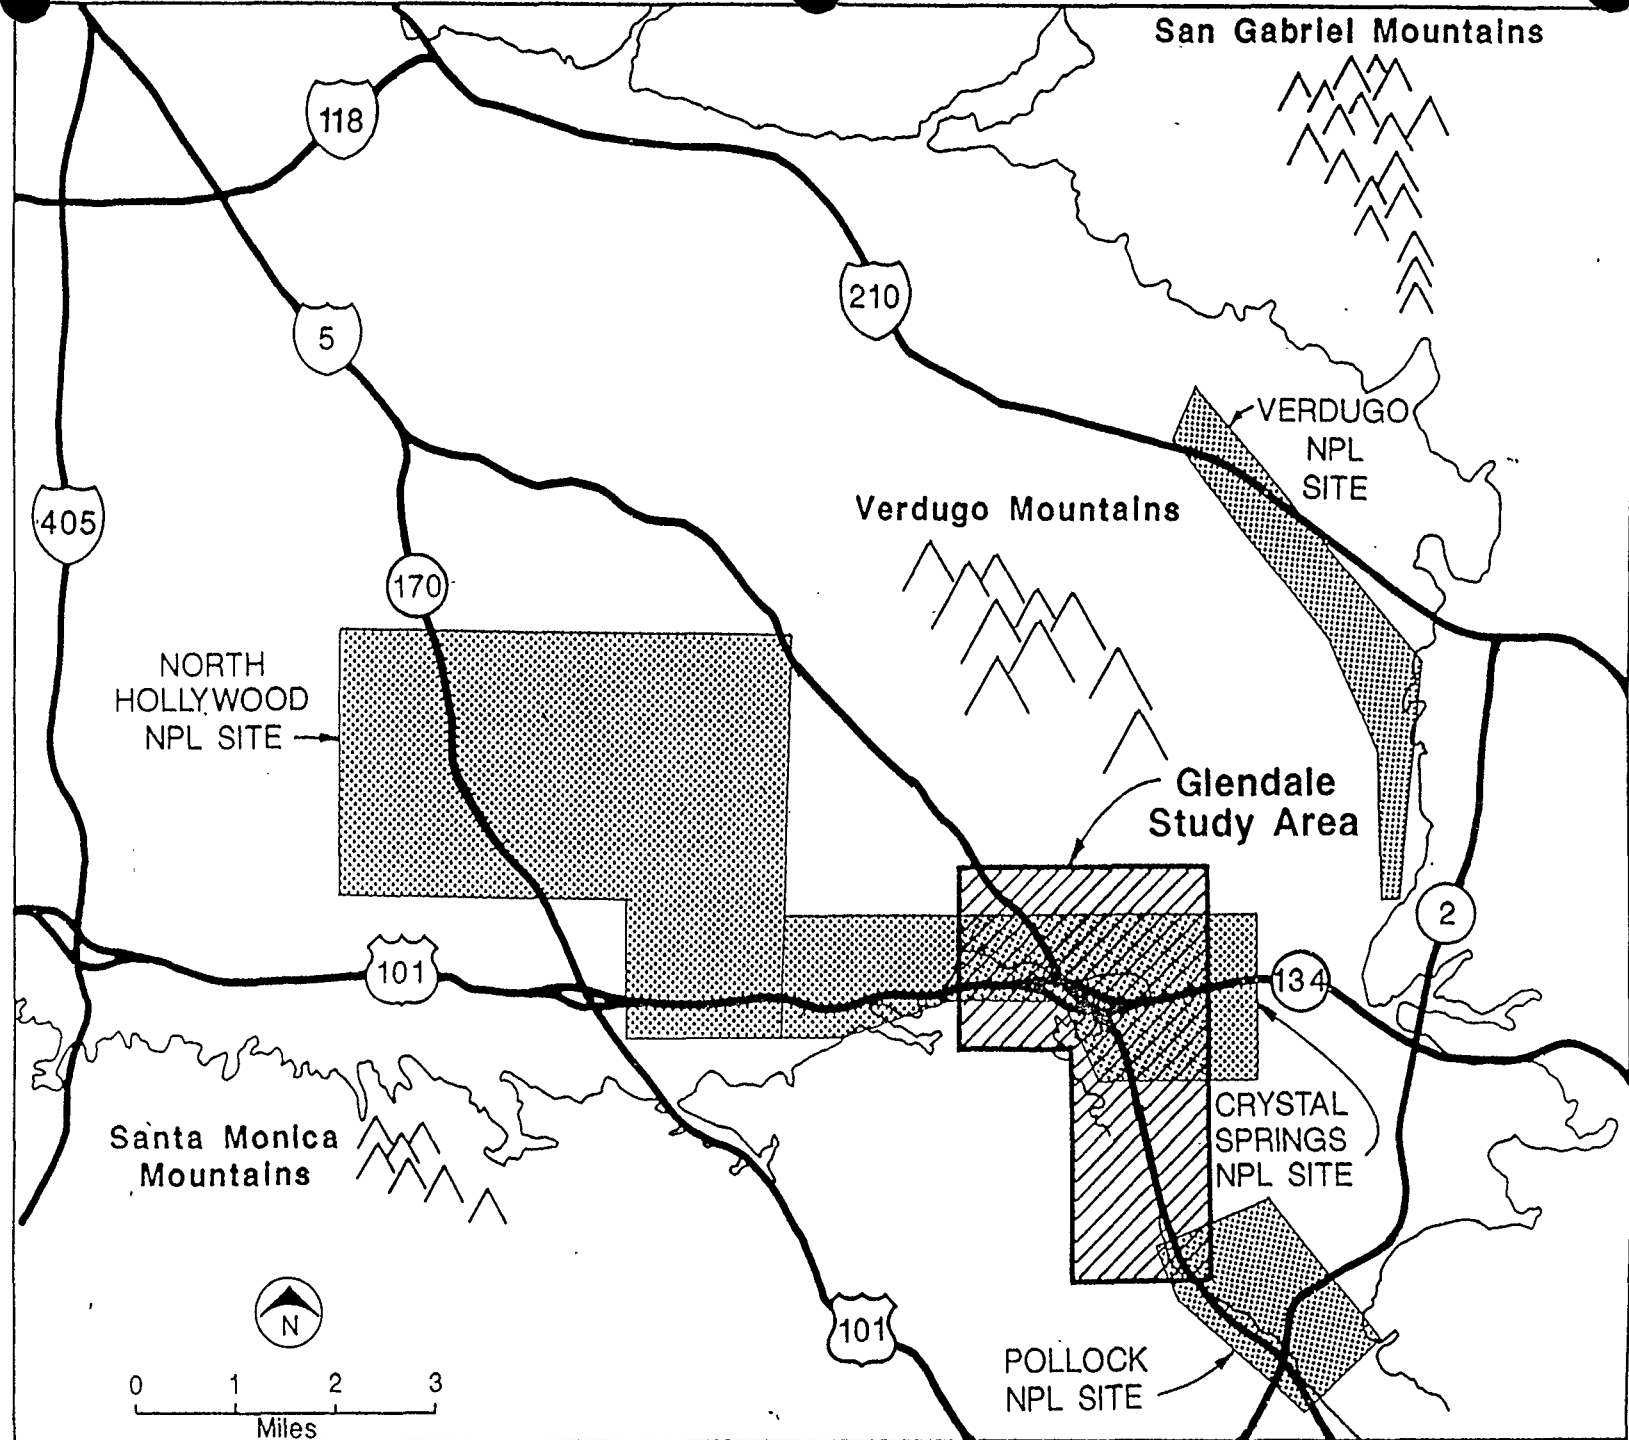 San Gabriel Mountains
118
210
5
VERDUGO
NPL
SITE
405
Verdugo Mountains
170
NORTH
HOLLYWOOD
NPL SITE
Glendale
Study Area
2
101
134
CRYSTAL
SPRINGS
NPL SITE
Santa Monica
Mountains
N
101
POLLOCK
NPL SITE
0 1 2 3
Miles